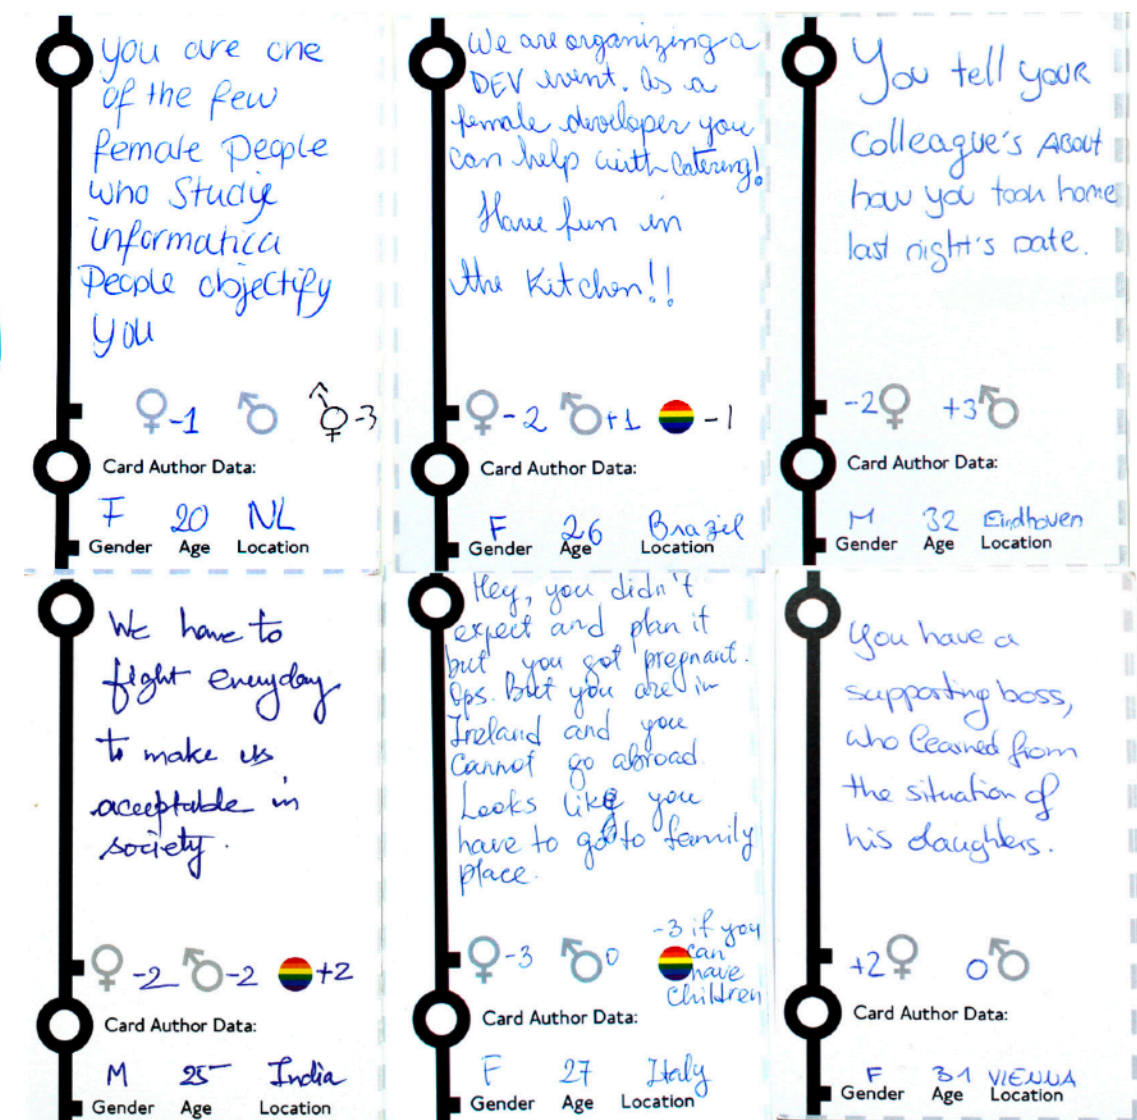 you are one
of the few
female people
who Studije
informatica
People objectify
you
-1
-3
Card Author Data:
F 20 NL
Gender Age Location
We are organizing a
DEV event. As a
female developer you
can help with catering!
Have fun in
the kitchen!!
-2 +1 -1
Card Author Data:
F 26 Brazil
Gender Age Location
You tell your
colleague's About
how you took home
last night's Date.
-2 +3
Card Author Data:
M 32 Eindhoven
Gender Age Location
We have to
fight everyday
to make us
acceptable in
society.
-2 -2 +2
Card Author Data:
M 25 India
Gender Age Location
Hey, you didn't
expect and plan it
but you got pregnant.
Ops. But you are in
Ireland and you
cannot go abroad.
Looks like you
have to go to family
place.
-3 0 -3 if you
can
have
children
Card Author Data:
F 27 Italy
Gender Age Location
You have a
supporting boss,
who learned from
the situation of
his daughters.
+2 0
Card Author Data:
F 31 VIENNA
Gender Age Location